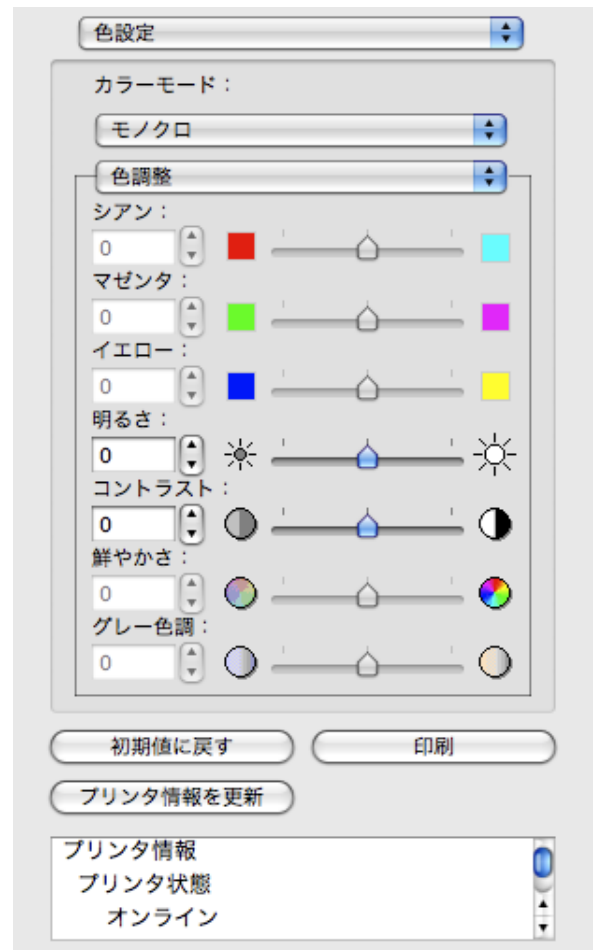 色設定
カラーモード：
モノクロ
色調整
シアン：
0
マゼンタ：
0
イエロー：
0
明るさ：
0
コントラスト：
0
鮮やかさ：
0
グレー色調：
0
初期値に戻す 印刷
プリンタ情報を更新
プリンタ情報
プリンタ状態
オンライン